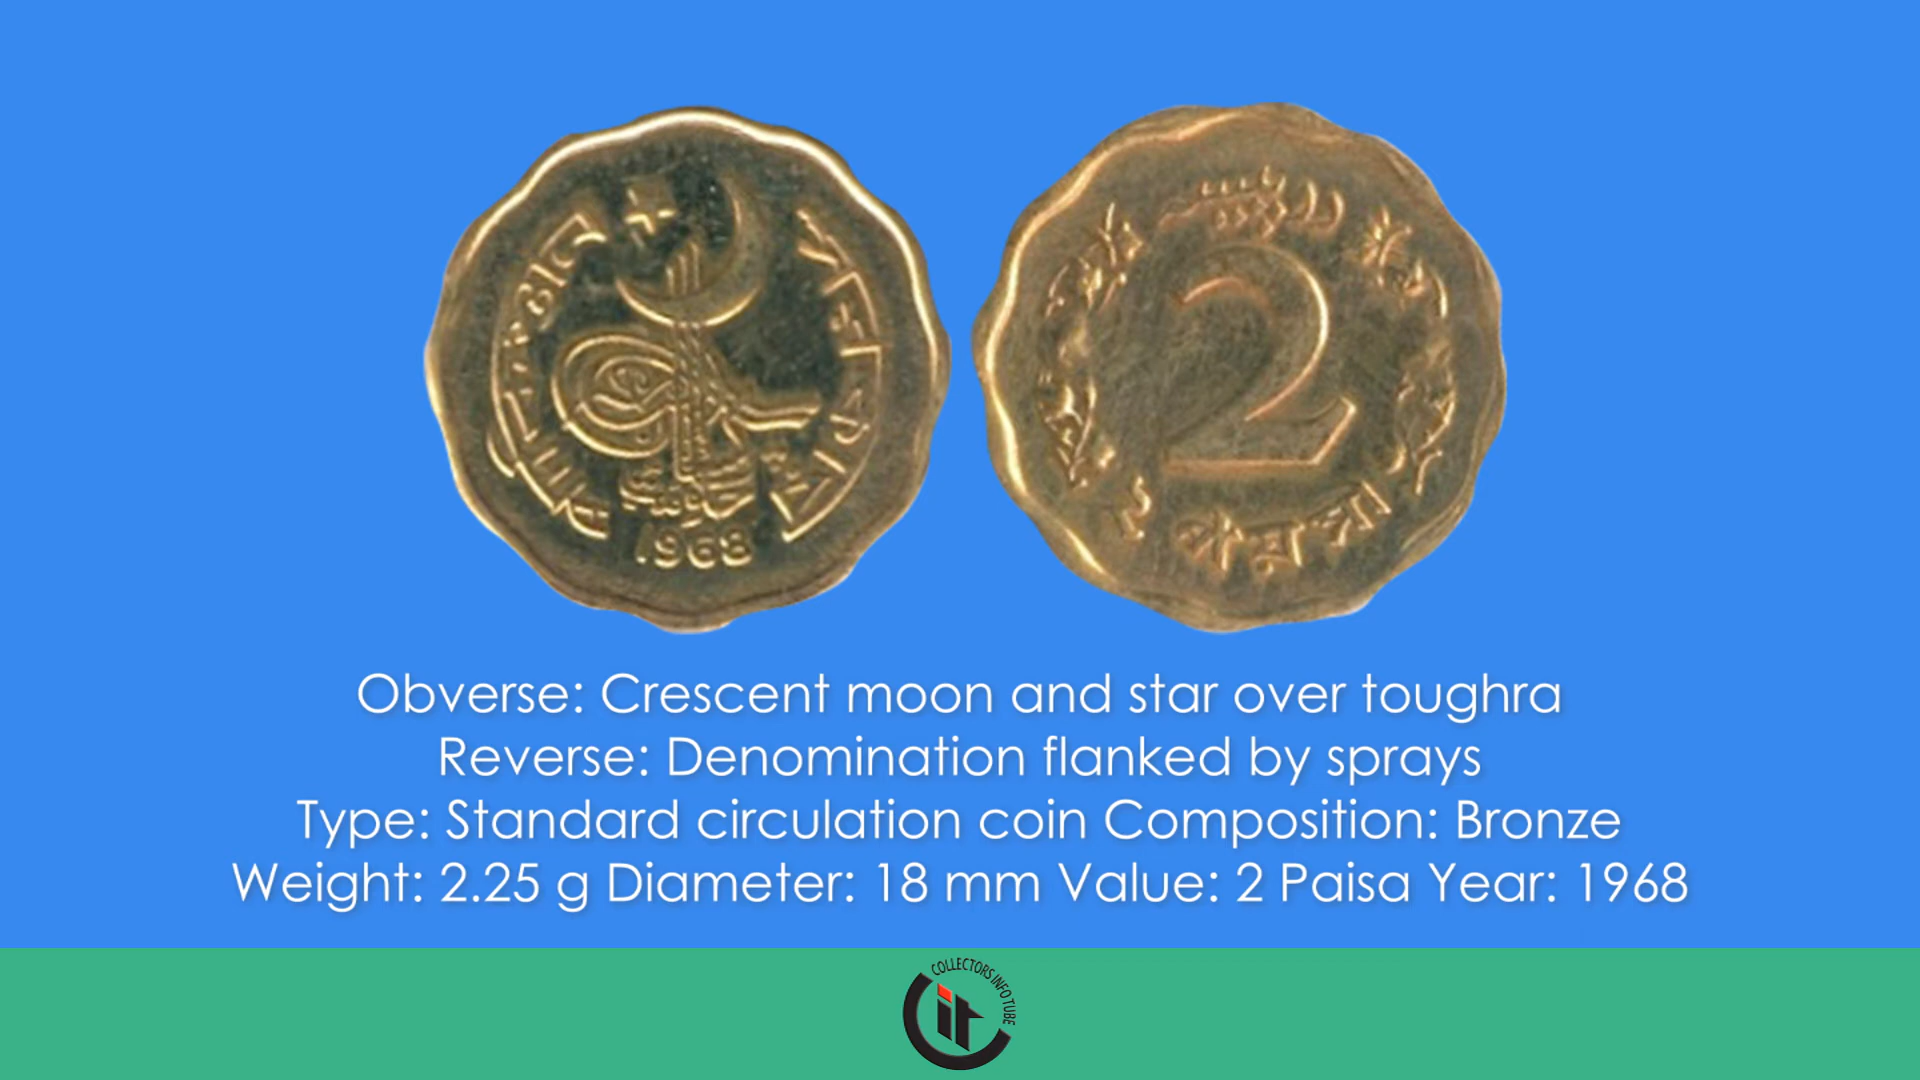 1968
2
Obverse: Crescent moon and star over toughra
Reverse: Denomination flanked by sprays
Type: Standard circulation coin Composition: Bronze
Weight: 2.25 g Diameter: 18 mm Value: 2 Paisa Year: 1968
COLLECTORS INFO TUBE
it